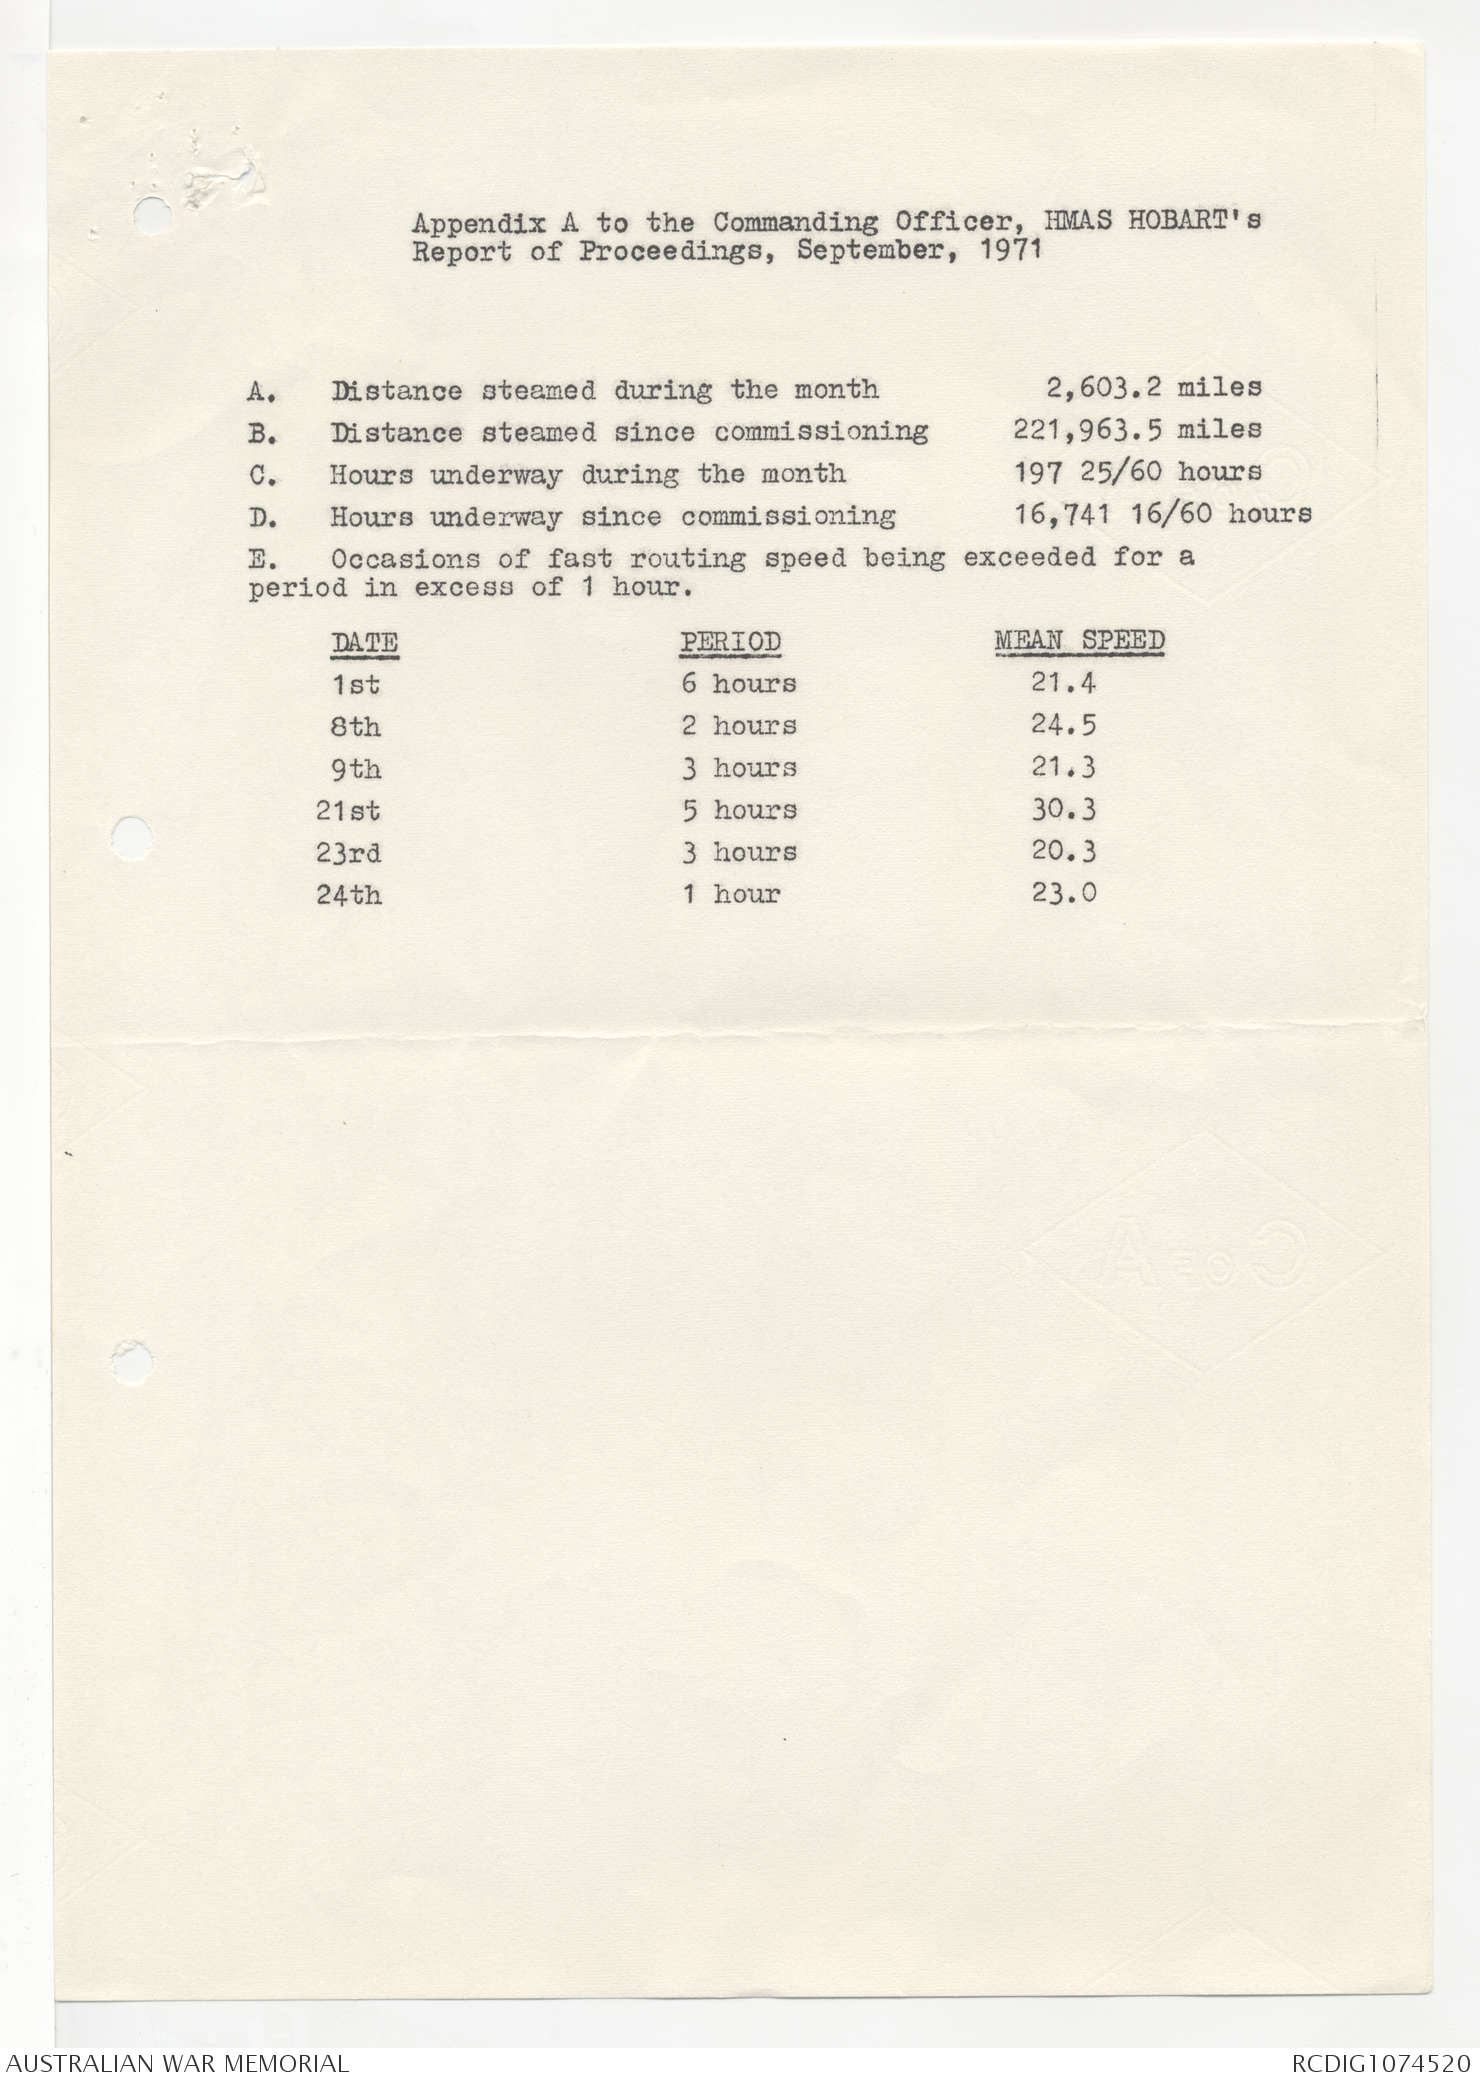 Appendix A to the Commanding Officer, HMAS HOBART's
Report of Proceedings, September, 1971
A. Distance steamed during the month 2,603.2 miles
B. Distance steamed since commissioning 221,963.5 miles
C. Hours underway during the month 197 25/60 hours
D. Hours underway since commissioning 16,741 16/60 hours
E. Occasions of fast routing speed being exceeded for a
period in excess of 1 hour.
DATE PERIOD MEAN SPEED
1st 6 hours 21.4
8th 2 hours 24.5
9th 3 hours 21.3
21st 5 hours 30.3
23rd 3 hours 20.3
24th 1 hour 23.0
C OF A
AUSTRALIAN WAR MEMORIAL RCDIG1074520